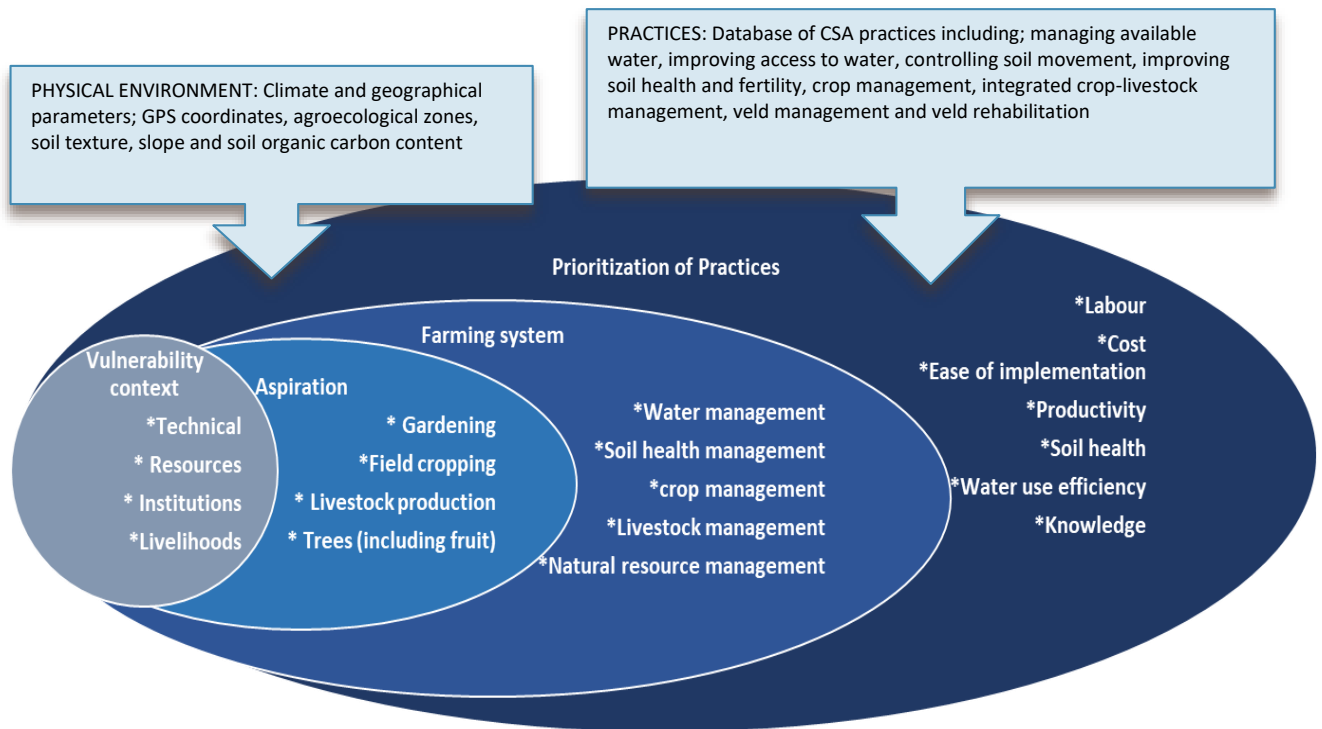 PHYSICAL ENVIRONMENT: Climate and geographical
parameters; GPS coordinates, agroecological zones,
soil texture, slope and soil organic carbon content
PRACTICES: Database of CSA practices including; managing available
water, improving access to water, controlling soil movement, improving
soil health and fertility, crop management, integrated crop-livestock
management, veld management and veld rehabilitation
Prioritization of Practices
*Labour
*Cost
*Ease of implementation
*Productivity
*Soil health
*Water use efficiency
*Knowledge
Farming system
*Water management
*Soil health management
*crop management
*Livestock management
*Natural resource management
Aspiration
* Gardening
*Field cropping
* Livestock production
* Trees (including fruit)
Vulnerability
context
*Technical
* Resources
* Institutions
*Livelihoods